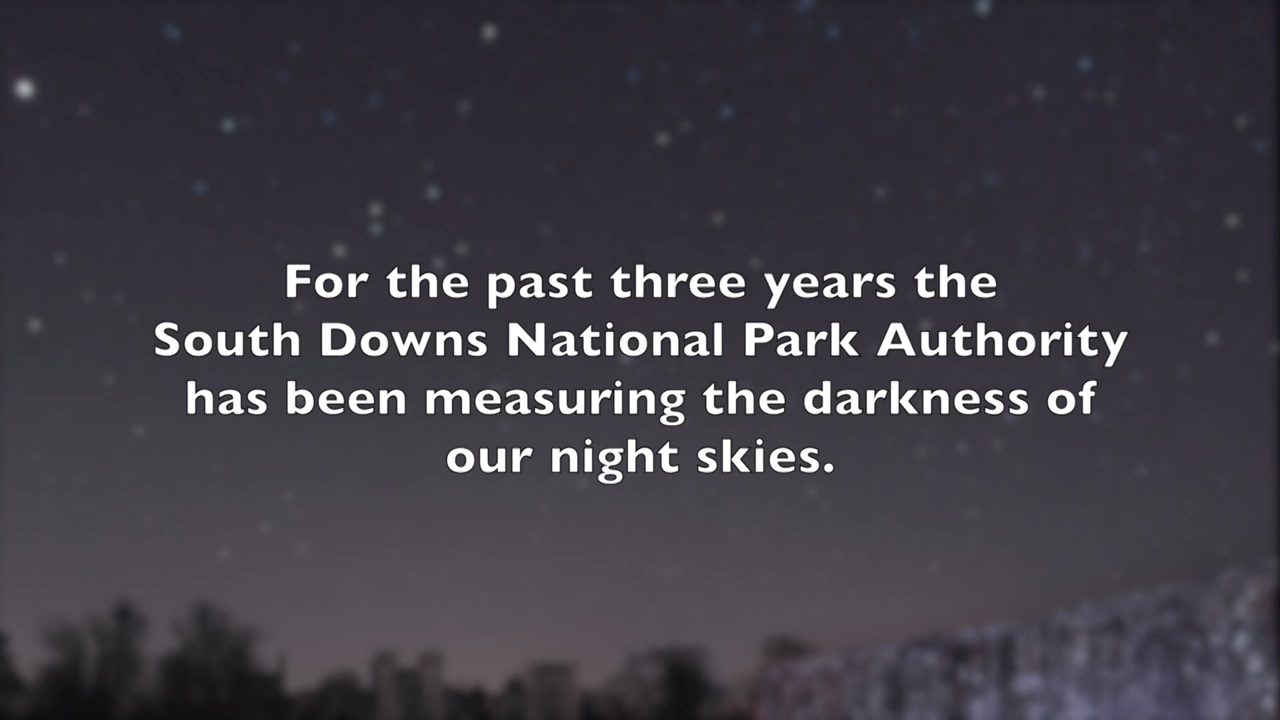 For the past three years the
South Downs National Park Authority
has been measuring the darkness of
our night skies.